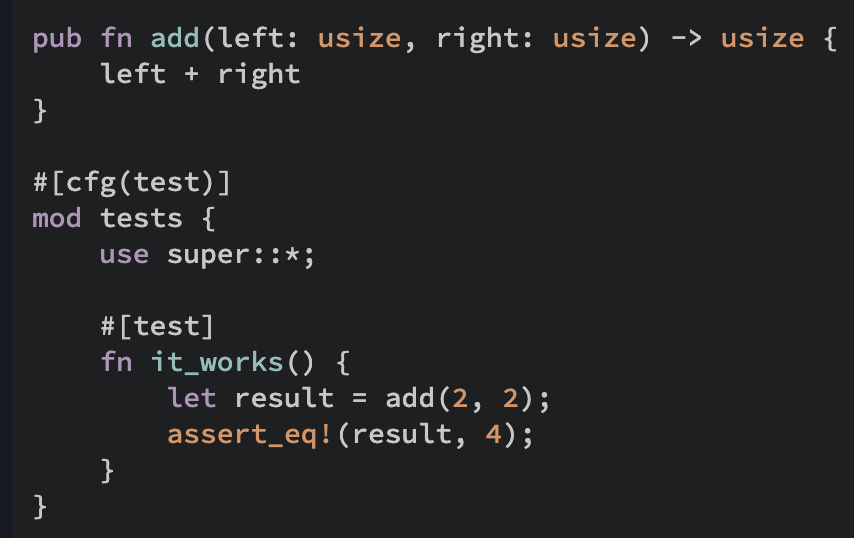 pub fn add(left: usize, right: usize) -> usize {
    left + right
}

#[cfg(test)]
mod tests {
    use super::*;

    #[test]
    fn it_works() {
        let result = add(2, 2);
        assert_eq!(result, 4);
    }
}